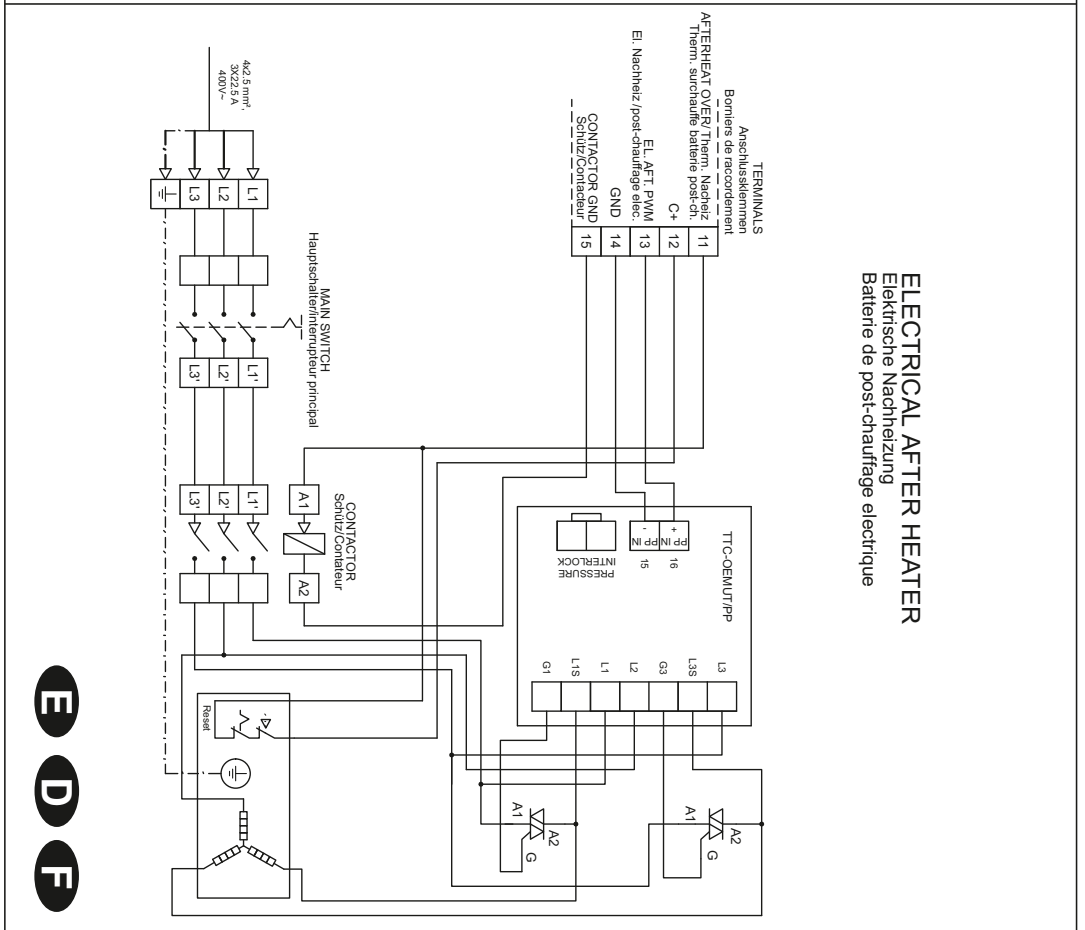 ELECTRICAL AFTER HEATER
Elektrische Nachheizung
Batterie de post-chauffage electrique
TERMINALS
Anschlussklemmen
Borniers de raccordement
AFTERHEAT OVER/ Therm. Nacheiz
Therm. surchauffe batterie post-ch.
11
C+
12
EL. AFT. PWM
El. Nachheiz /post-chauffage elec.
13
GND
14
CONTACTOR GND
Schütz/Contacteur
15
TTC-OEMUT/PP
+
PP IN
16
-
PP IN
15
PRESSURE
INTERLOCK
L3
L3S
G3
L2
L1
L1S
G1
A1
A2
G
A1
A2
G
4x2.5 mm²,
3X22.5 A
400V~
L1
L2
L3
MAIN SWITCH
Hauptschalter/interrupteur principal
L1'
L2'
L3'
L1'
L2'
L3'
CONTACTOR
Schütz/Contateur
A1
A2
Reset
E D F